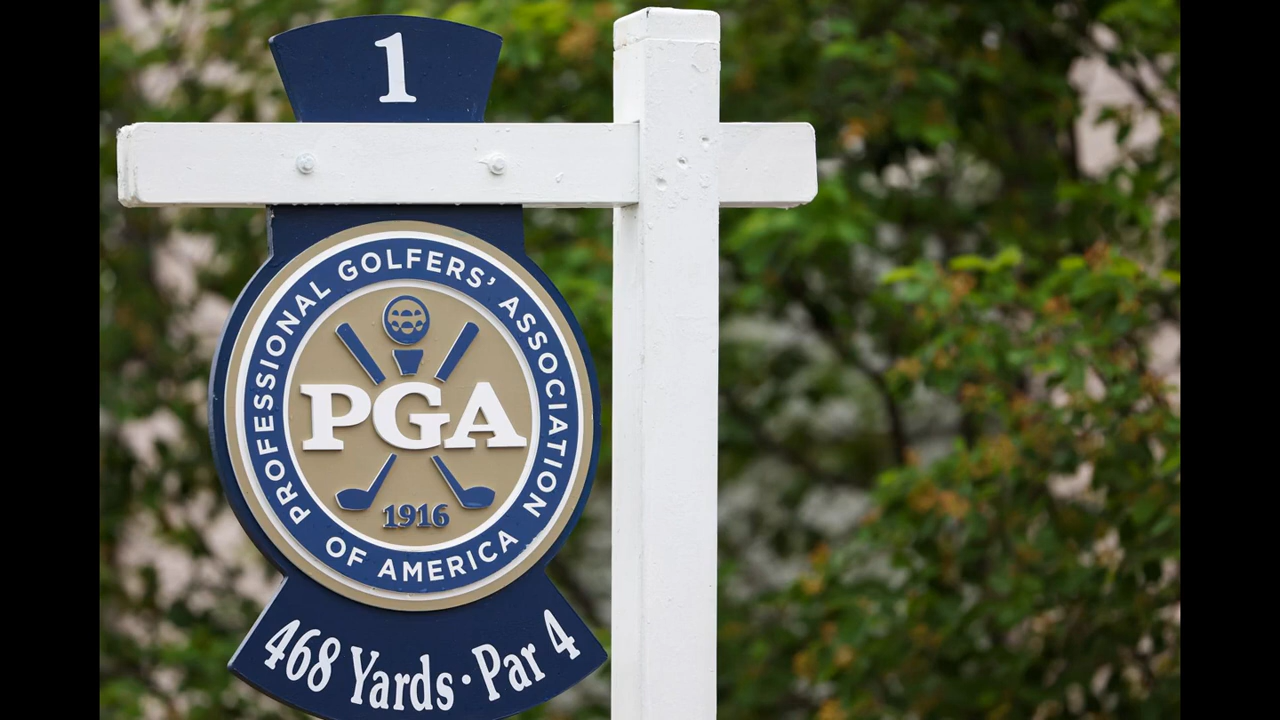 1
PROFESSIONAL GOLFERS' ASSOCIATION
OF AMERICA
PGA
1916
468 Yards · Par 4